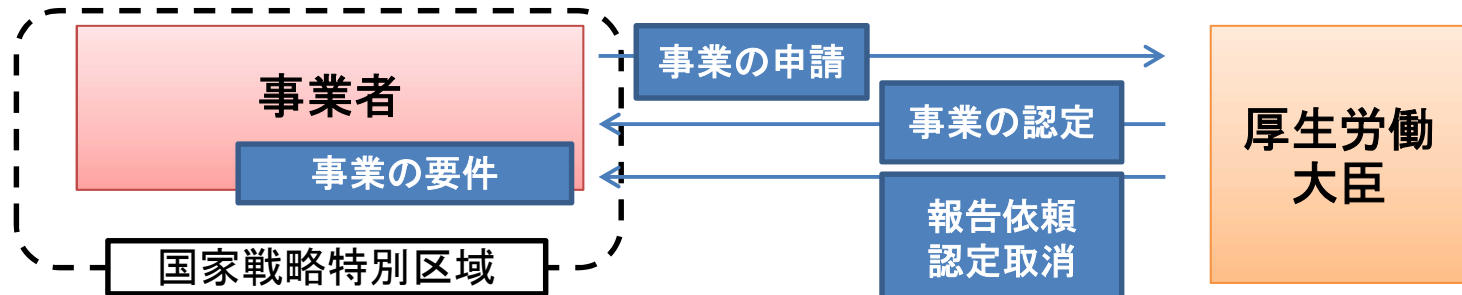 事業者
事業の要件
国家戦略特別区域
事業の申請
事業の認定
報告依頼
認定取消
厚生労働
大臣